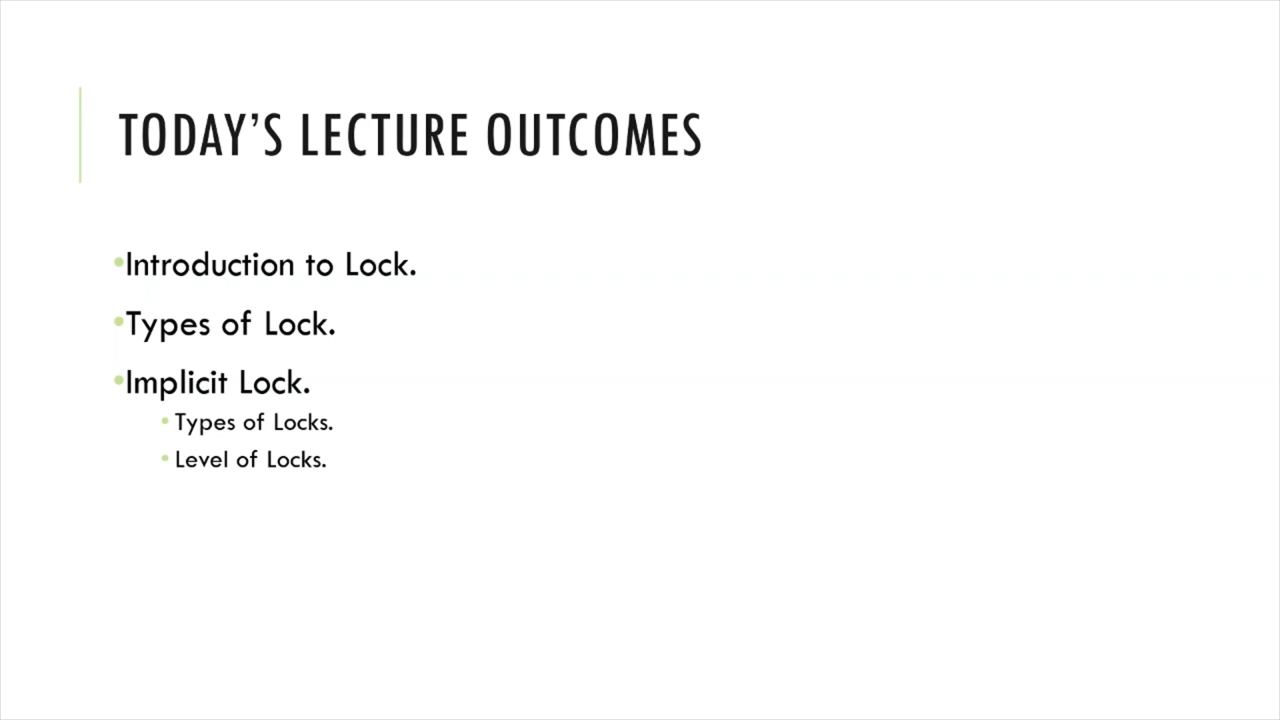 TODAY’S LECTURE OUTCOMES
•Introduction to Lock.
•Types of Lock.
•Implicit Lock.
• Types of Locks.
• Level of Locks.